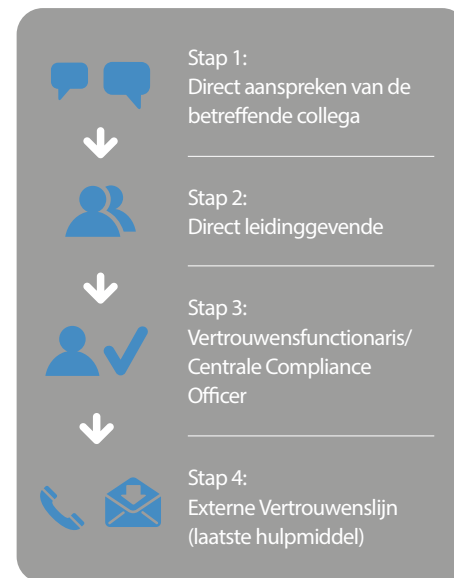 Stap 1:
Direct aanspreken van de
betreffende collega
Stap 2:
Direct leidinggevende
Stap 3:
Vertrouwensfunctionaris/
Centrale Compliance
Officer
Stap 4:
Externe Vertrouwenslijn
(laatste hulpmiddel)